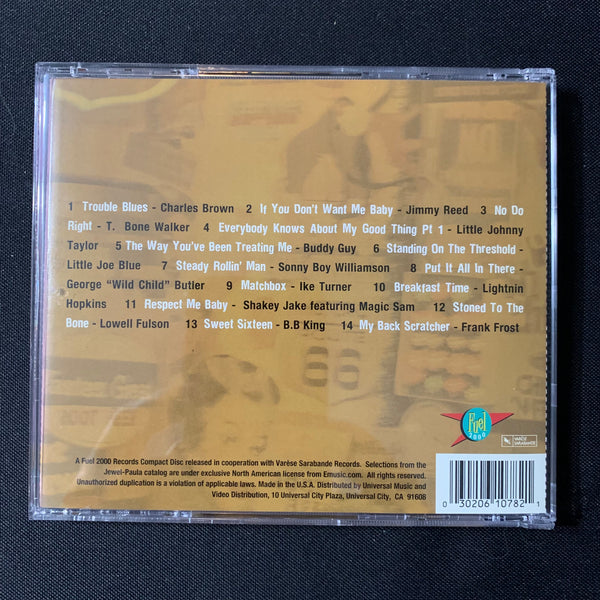 1 Trouble Blues - Charles Brown 2 If You Don't Want Me Baby - Jimmy Reed 3 No Do
Right - T. Bone Walker 4 Everybody Knows About My Good Thing Pt 1 - Little Johnny
Taylor 5 The Way You've Been Treating Me - Buddy Guy 6 Standing On The Threshold -
Little Joe Blue 7 Steady Rollin' Man - Sonny Boy Williamson 8 Put It All In There -
George "Wild Child" Butler 9 Matchbox - Ike Turner 10 Breakfast Time - Lightnin
Hopkins 11 Respect Me Baby - Shakey Jake featuring Magic Sam 12 Stoned To The
Bone - Lowell Fulson 13 Sweet Sixteen - B.B King 14 My Back Scratcher - Frank Frost
Fuel
2000
VARÈSE
SARABANDE
A Fuel 2000 Records Compact Disc released in cooperation with Varèse Sarabande Records. Selections from the
Jewel-Paula catalog are under exclusive North American license from Emusic.com. All rights reserved.
Unauthorized duplication is a violation of applicable laws. Made in the U.S.A. Distributed by Universal Music and
Video Distribution, 10 Universal City Plaza, Universal City, CA 91608
0 30206 10782 1